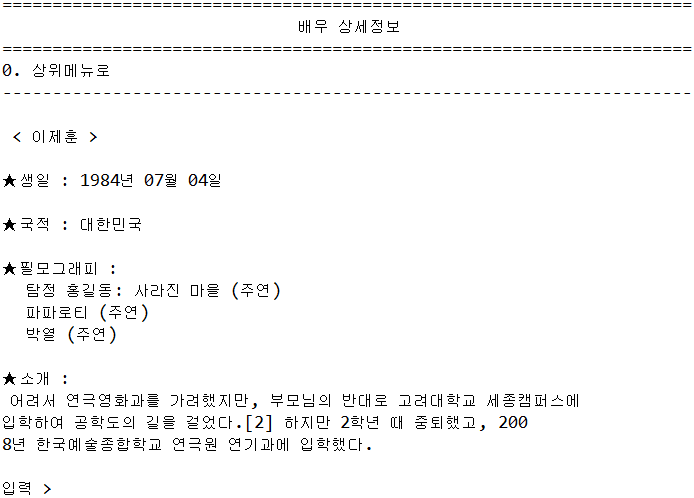 =====================================================================
배우 상세정보
=====================================================================
0. 상위메뉴로
---------------------------------------------------------------------
< 이제훈 >
★생일 : 1984년 07월 04일
★국적 : 대한민국
★필모그래피 :
탐정 홍길동: 사라진 마을 (주연)
파파로티 (주연)
박열 (주연)
★소개 :
어려서 연극영화과를 가려했지만, 부모님의 반대로 고려대학교 세종캠퍼스에
입학하여 공학도의 길을 걸었다.[2] 하지만 2학년 때 중퇴했고, 200
8년 한국예술종합학교 연극원 연기과에 입학했다.
입력 >